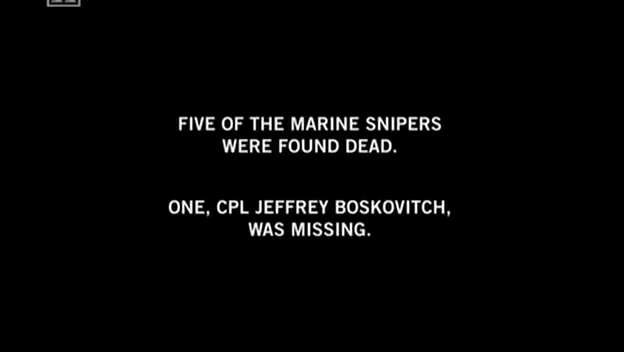 FIVE OF THE MARINE SNIPERS
WERE FOUND DEAD.
ONE, CPL JEFFREY BOSKOVITCH,
WAS MISSING.